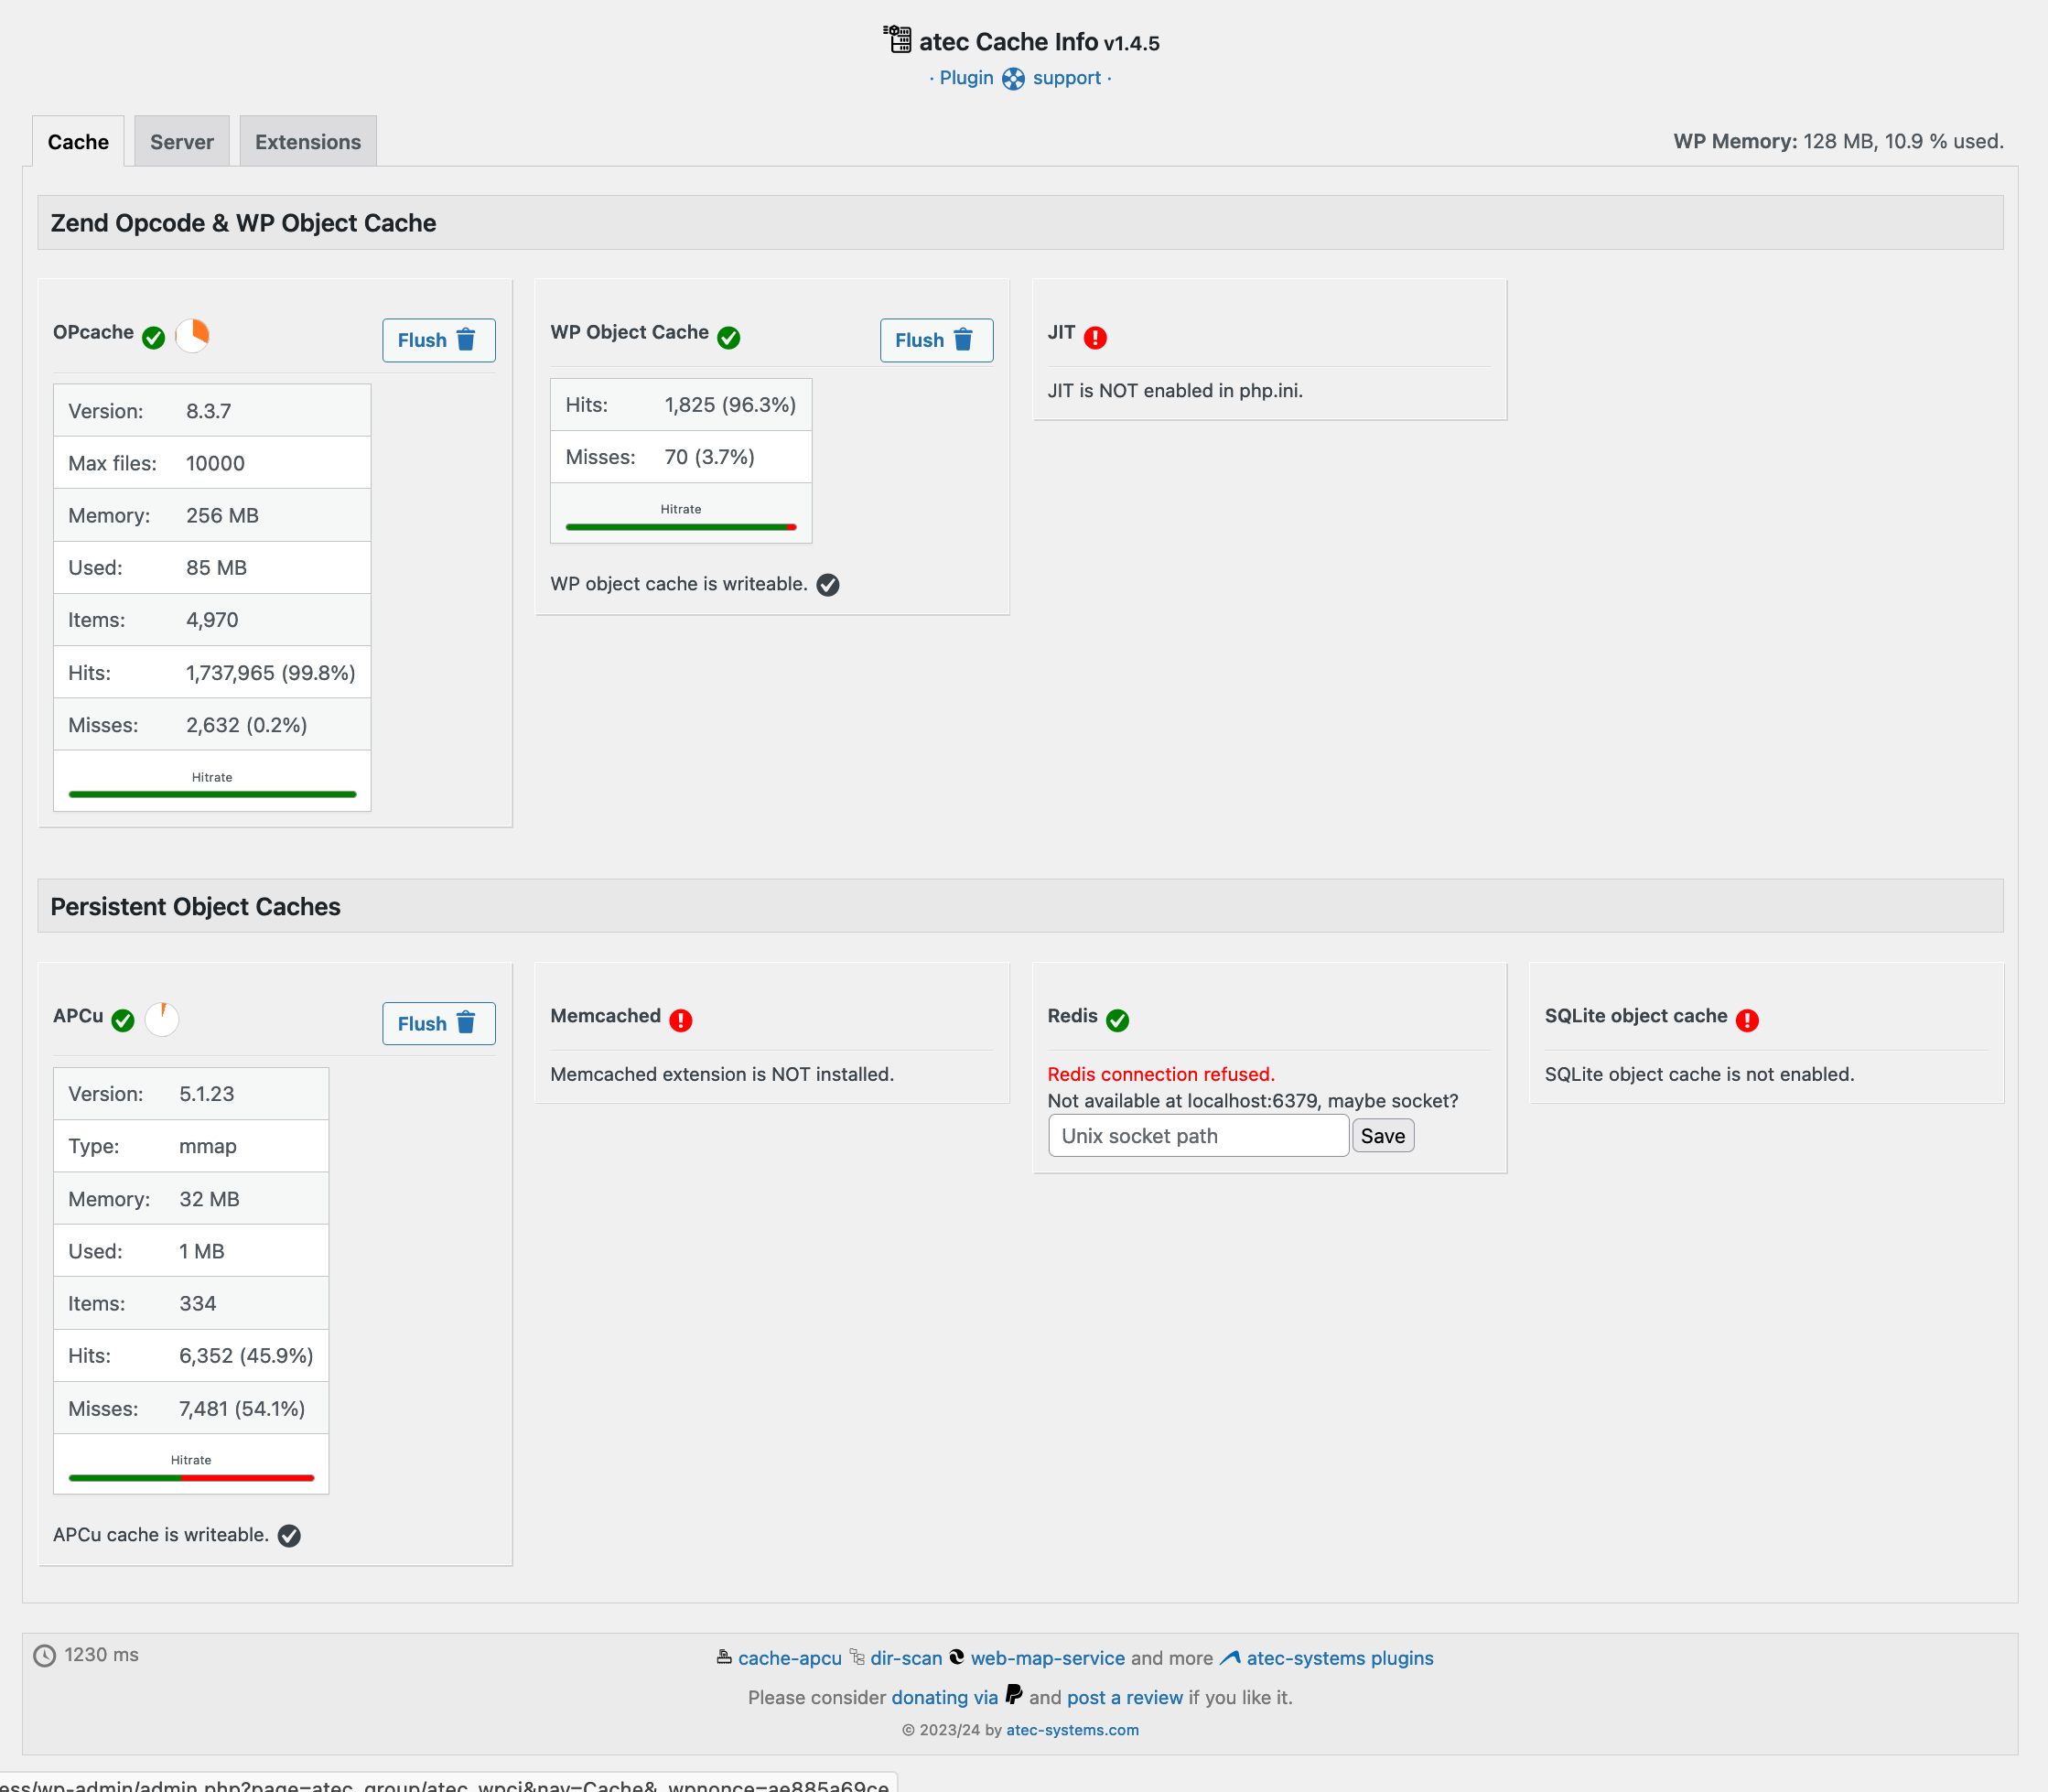 atec Cache Info v1.4.5
· Plugin support ·
Cache Server Extensions
WP Memory: 128 MB, 10.9 % used.
Zend Opcode & WP Object Cache
OPcache
Flush
Version: 8.3.7
Max files: 10000
Memory: 256 MB
Used: 85 MB
Items: 4,970
Hits: 1,737,965 (99.8%)
Misses: 2,632 (0.2%)
Hitrate
WP Object Cache
Flush
Hits: 1,825 (96.3%)
Misses: 70 (3.7%)
Hitrate
WP object cache is writeable.
JIT
JIT is NOT enabled in php.ini.
Persistent Object Caches
APCu
Flush
Version: 5.1.23
Type: mmap
Memory: 32 MB
Used: 1 MB
Items: 334
Hits: 6,352 (45.9%)
Misses: 7,481 (54.1%)
Hitrate
APCu cache is writeable.
Memcached
Memcached extension is NOT installed.
Redis
Redis connection refused.
Not available at localhost:6379, maybe socket?
Unix socket path Save
SQLite object cache
SQLite object cache is not enabled.
1230 ms
cache-apcu dir-scan web-map-service and more atec-systems plugins
Please consider donating via and post a review if you like it.
© 2023/24 by atec-systems.com
ess/wp-admin/admin.php?page=atec_group/atec_wpci&nav=Cache&_wpnonce=ae885a69ce